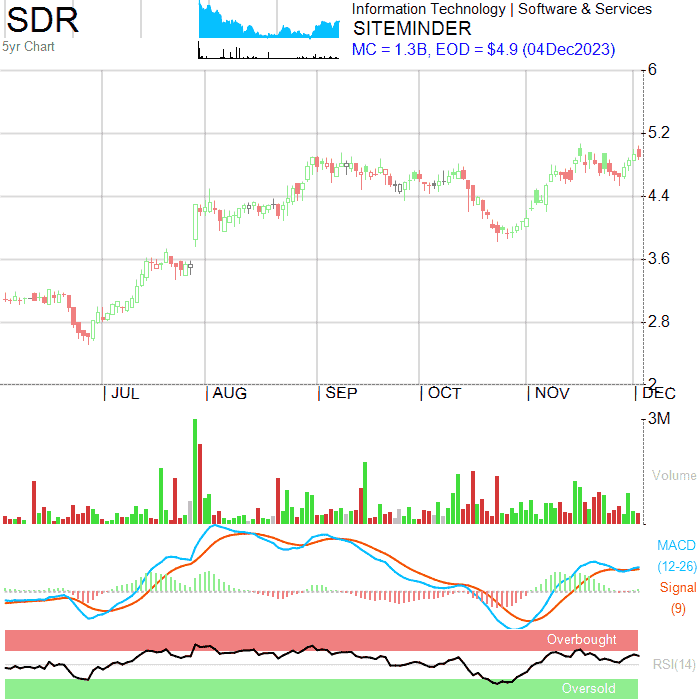 SDR
5yr Chart
Information Technology | Software & Services
SITEMINDER
MC = 1.3B, EOD = $4.9 (04Dec2023)
6
5.2
4.4
3.6
2.8
2
JUL AUG SEP OCT NOV DEC
3M
Volume
MACD
(12-26)
Signal
(9)
Overbought
RSI(14)
Oversold